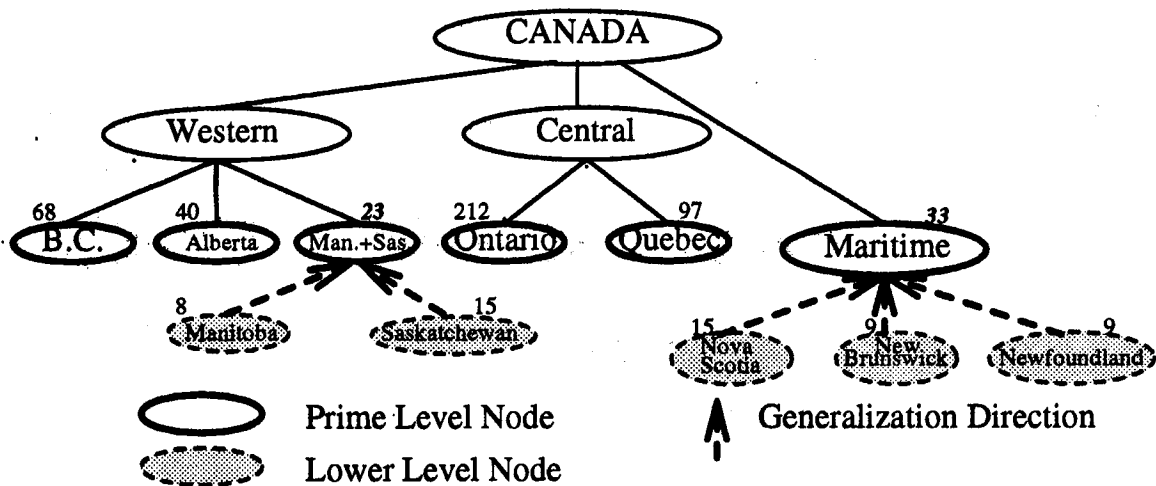 CANADA
Western
Central
68
40
23
212
97
33
B.C.
Alberta
Man.+Sas.
Ontario
Quebec
Maritime
8
15
Manitoba
Saskatchewan
15
9
9
Nova
Scotia
New
Brunswick
Newfoundland
Prime Level Node
Generalization Direction
Lower Level Node